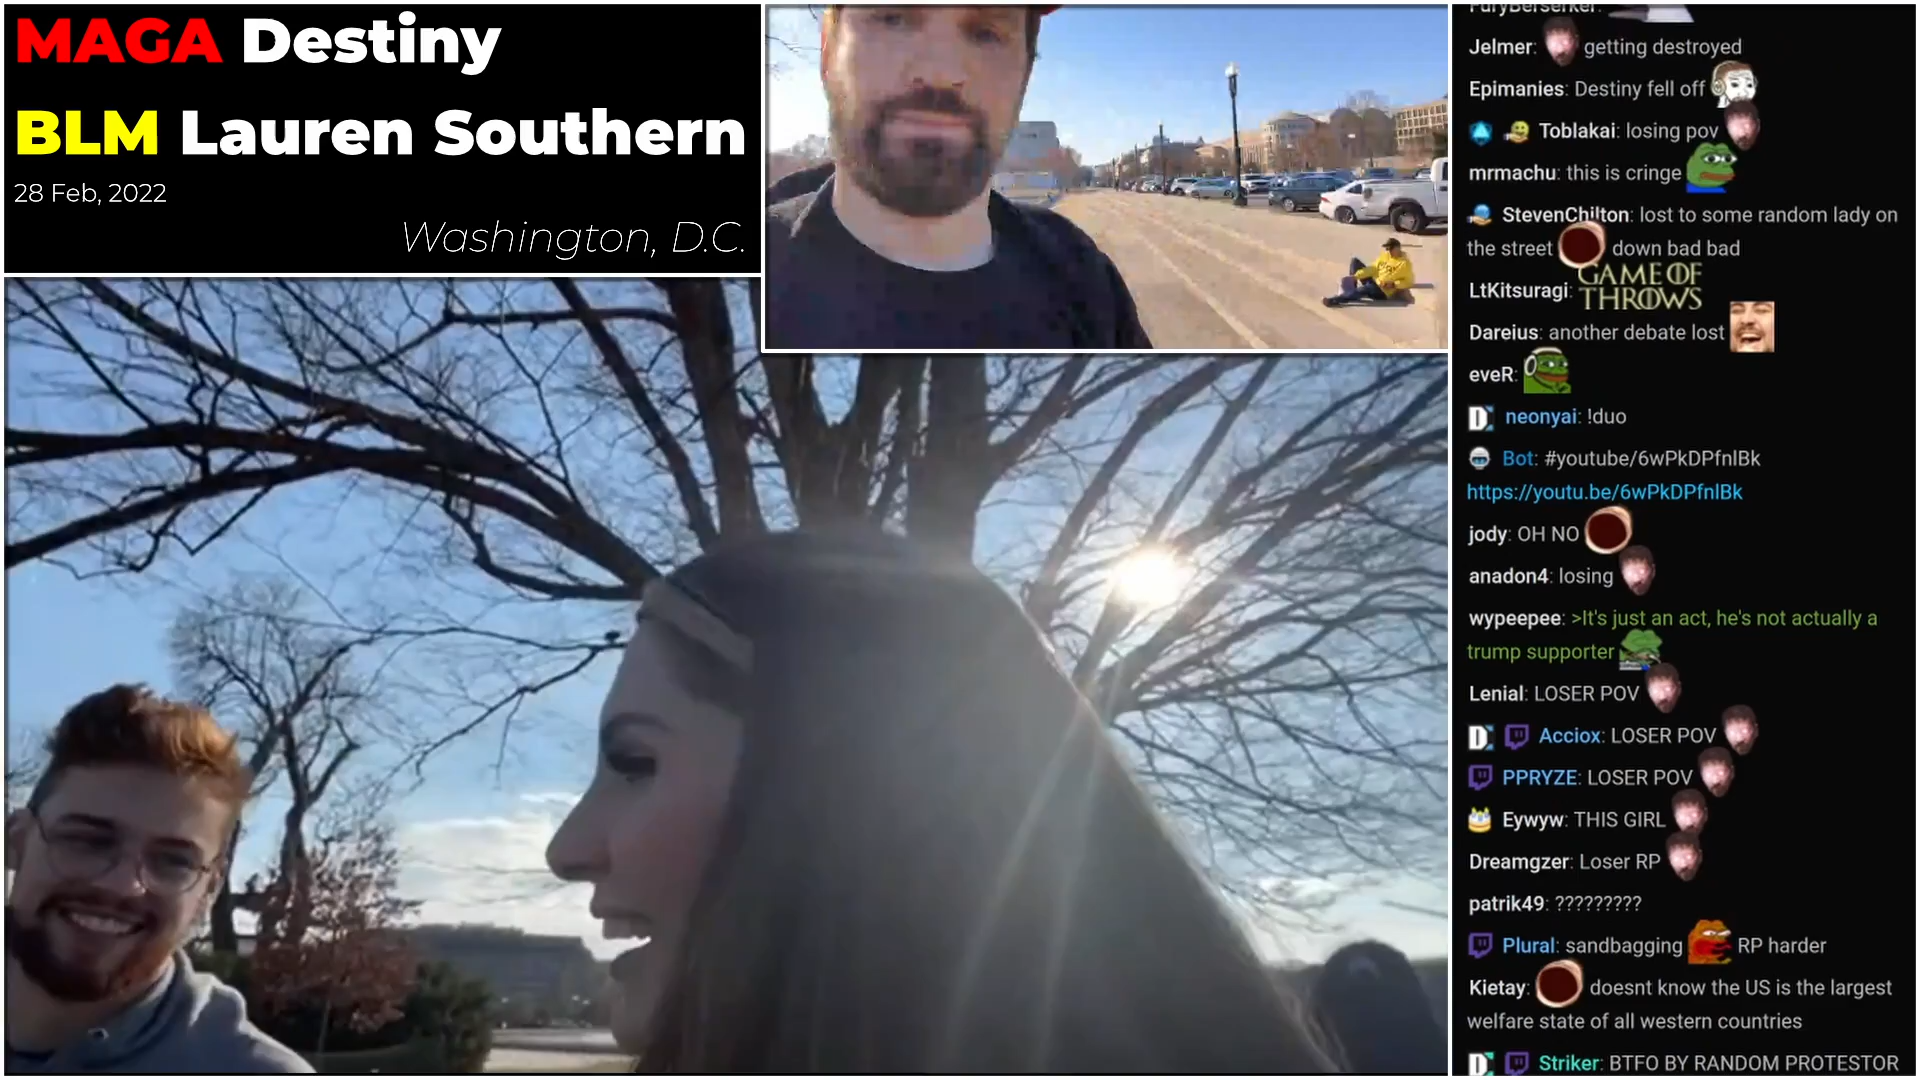 MAGA Destiny
BLM Lauren Southern
28 Feb, 2022
Washington, D.C.
FuryBerserker:
Jelmer: getting destroyed
Epimanies: Destiny fell off
Toblakai: losing pov
mrmachu: this is cringe
StevenChilton: lost to some random lady on
the street down bad bad
LtKitsuragi: GAME OF
THROWS
Dareius: another debate lost
eveR:
neonyai: !duo
Bot: #youtube/6wPkDPfnlBk
https://youtu.be/6wPkDPfnlBk
jody: OH NO
anadon4: losing
wypeepee: >It's just an act, he's not actually a
trump supporter
Lenial: LOSER POV
Acciox: LOSER POV
PPRYZE: LOSER POV
Eywyw: THIS GIRL
Dreamgzer: Loser RP
patrik49: ?????????
Plural: sandbagging RP harder
Kietay: doesnt know the US is the largest
welfare state of all western countries
Striker: BTFO BY RANDOM PROTESTOR